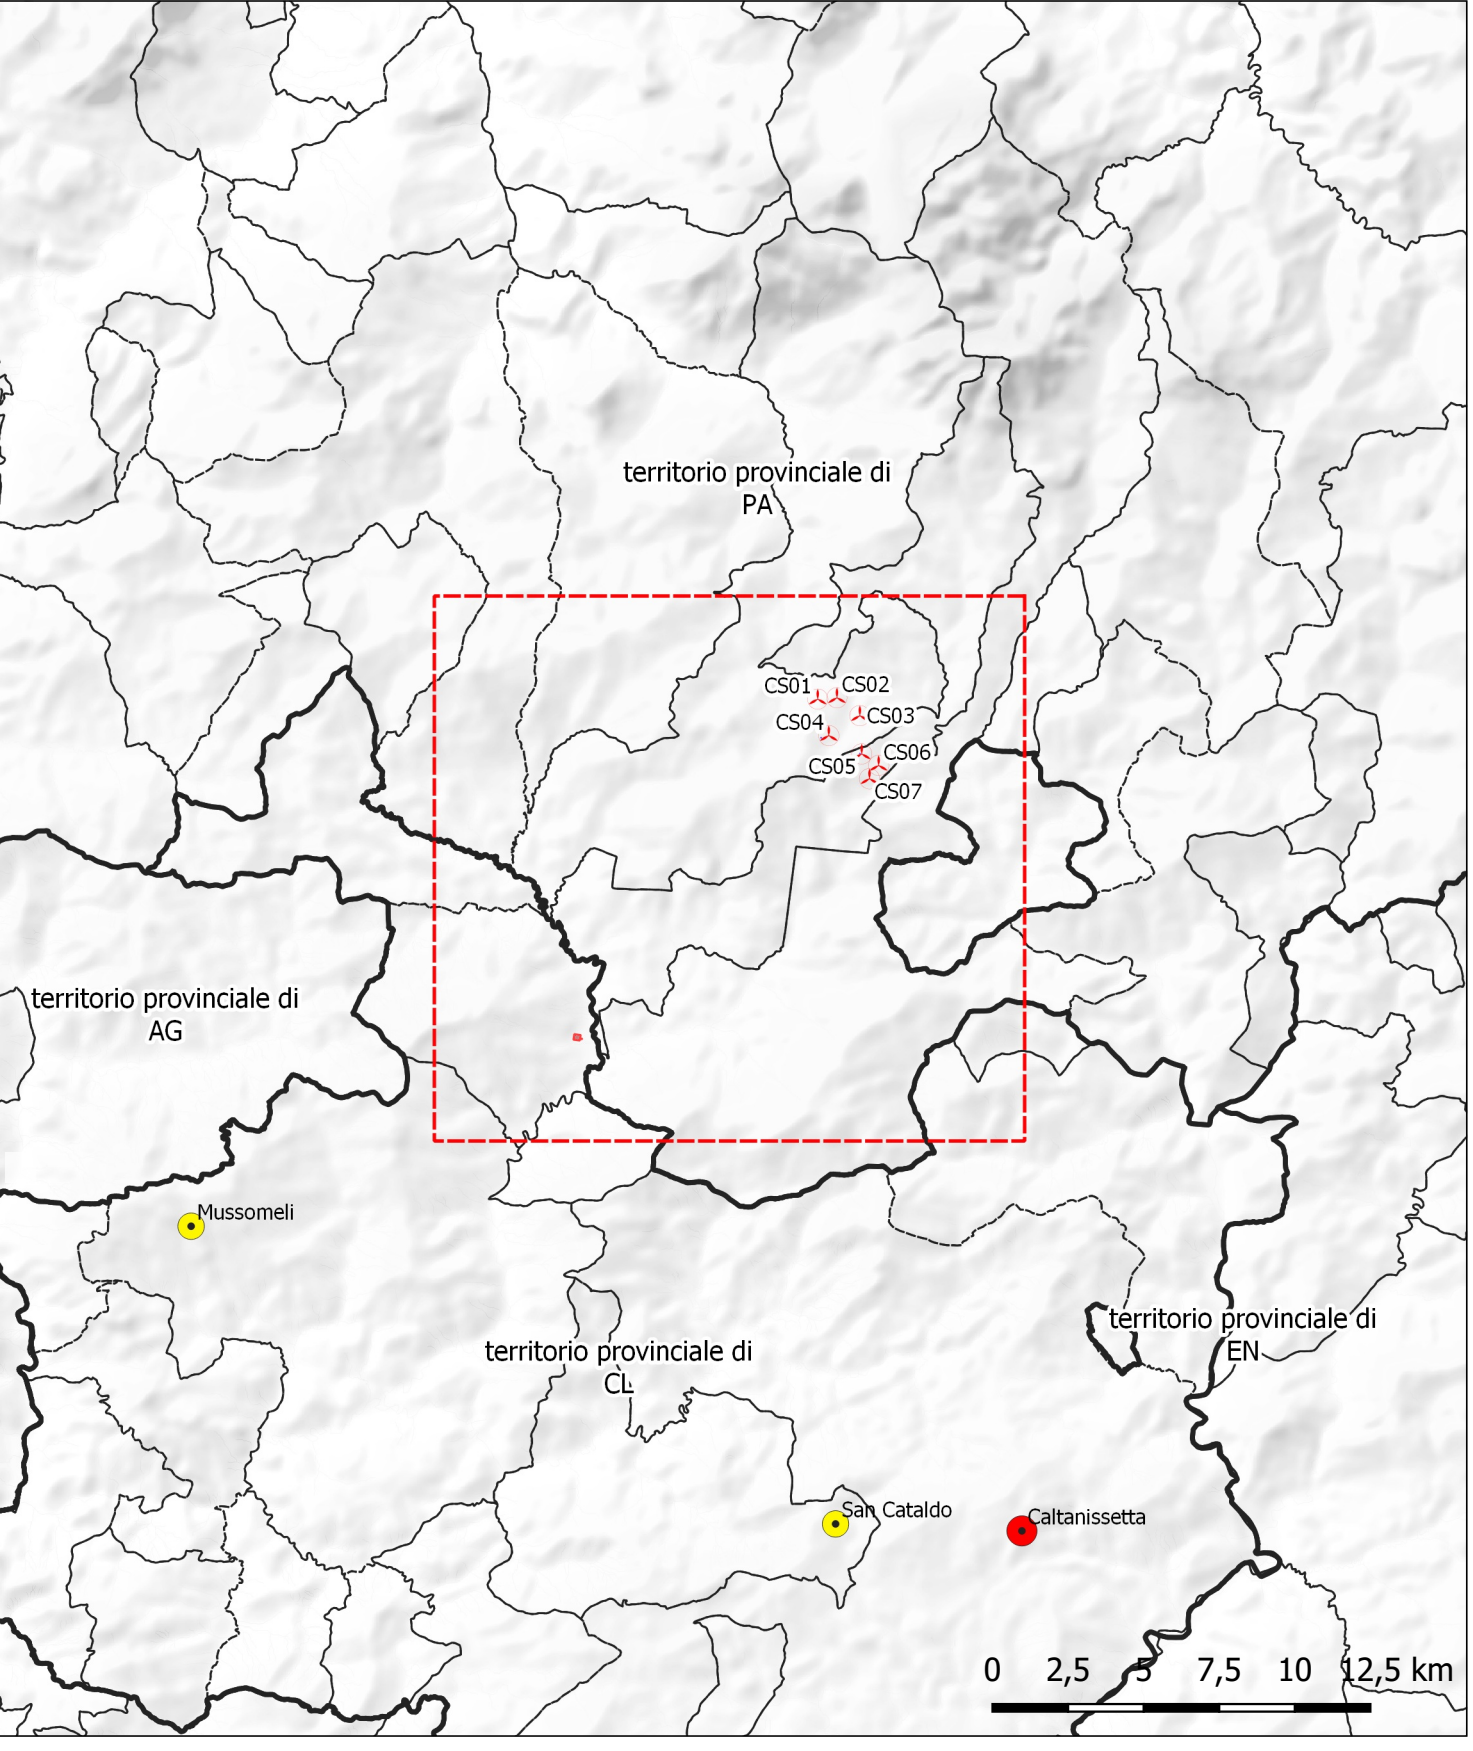 territorio provinciale di
PA
CS01
CS02
CS03
CS04
CS05
CS06
CS07
territorio provinciale di
AG
Mussomeli
territorio provinciale di
EN
territorio provinciale di
CL
San Cataldo
Caltanissetta
0 2,5 5 7,5 10 12,5 km